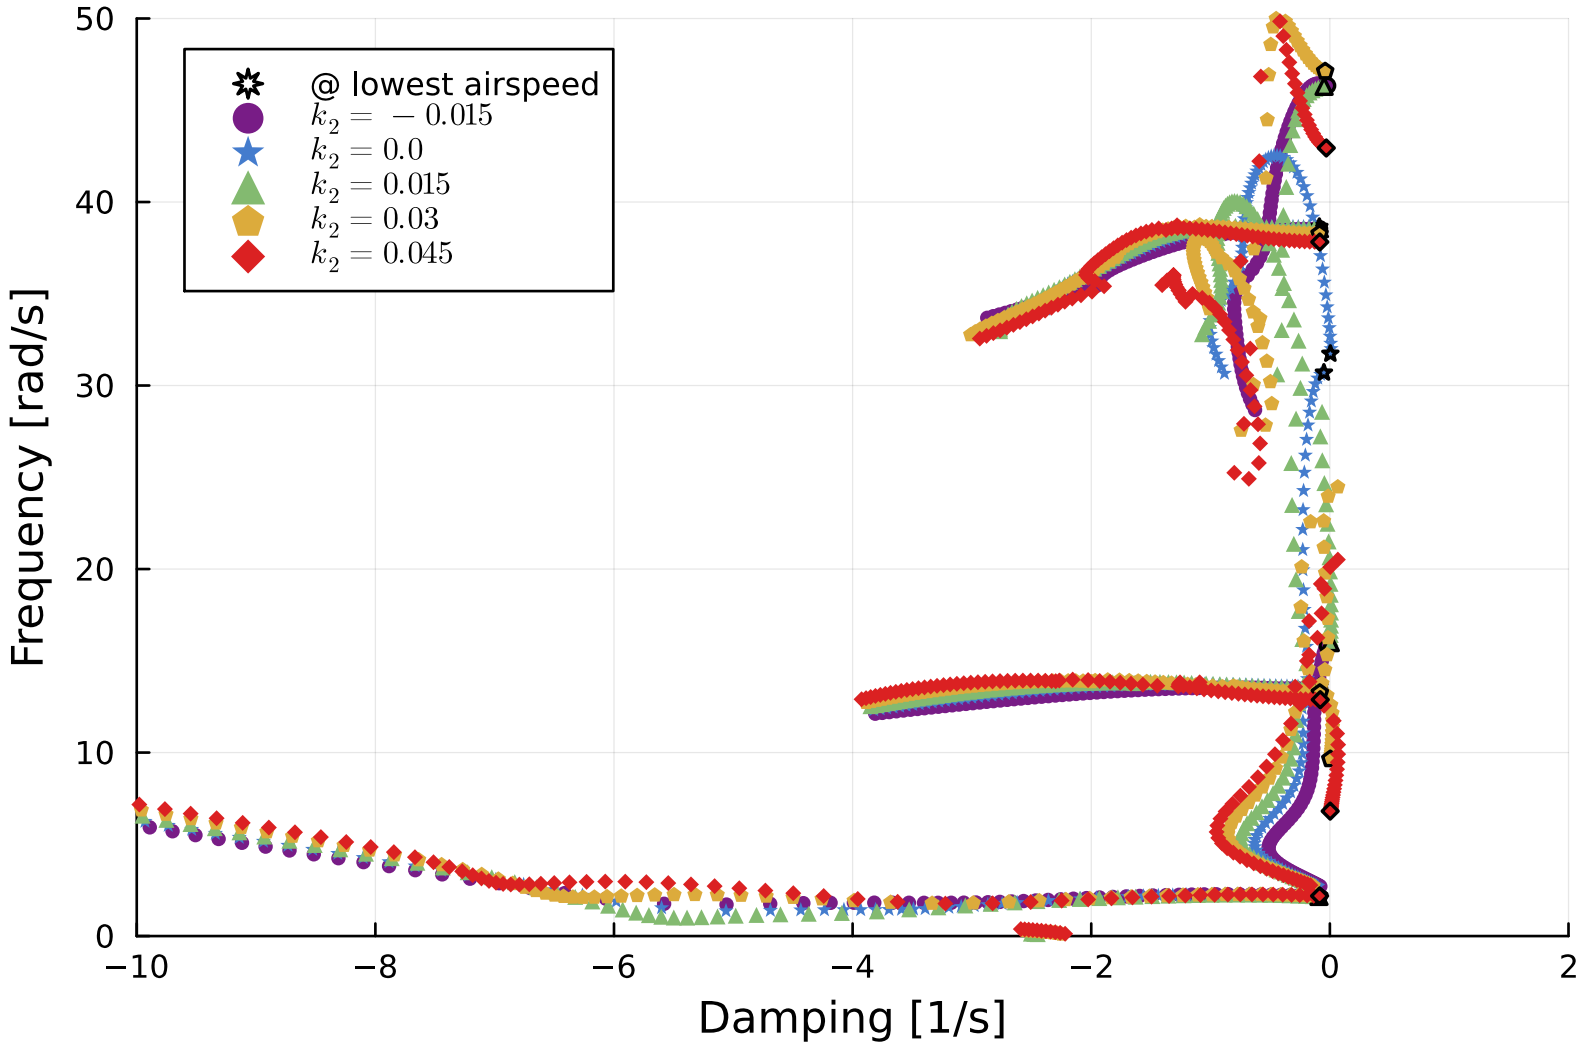 50
40
30
20
10
0
Frequency [rad/s]
@ lowest airspeed
k₂ = − 0.015
k₂ = 0.0
k₂ = 0.015
k₂ = 0.03
k₂ = 0.045
−10 −8 −6 −4 −2 0 2
Damping [1/s]